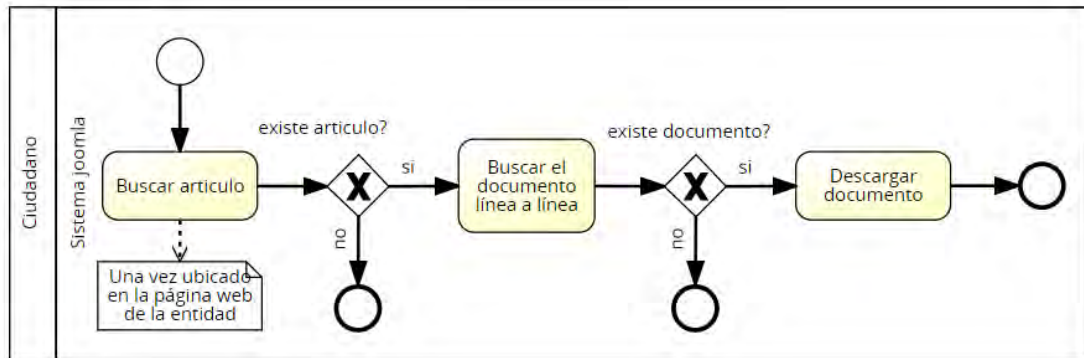 Ciudadano
Sistema joomla
Buscar articulo
Una vez ubicado
en la página web
de la entidad
existe articulo?
si
no
Buscar el
documento
línea a línea
existe documento?
si
no
Descargar
documento